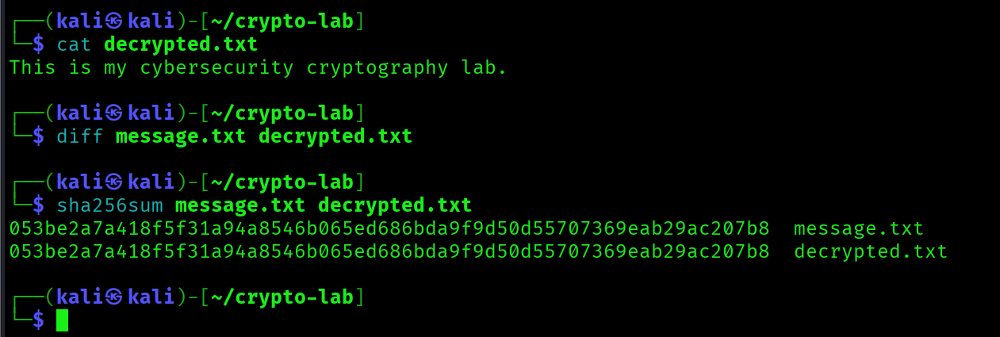 ┌──(kali㉿kali)-[~/crypto-lab]
└─$ cat decrypted.txt
This is my cybersecurity cryptography lab.
┌──(kali㉿kali)-[~/crypto-lab]
└─$ diff message.txt decrypted.txt
┌──(kali㉿kali)-[~/crypto-lab]
└─$ sha256sum message.txt decrypted.txt
053be2a7a418f5f31a94a8546b065ed686bda9f9d50d55707369eab29ac207b8  message.txt
053be2a7a418f5f31a94a8546b065ed686bda9f9d50d55707369eab29ac207b8  decrypted.txt
┌──(kali㉿kali)-[~/crypto-lab]
└─$